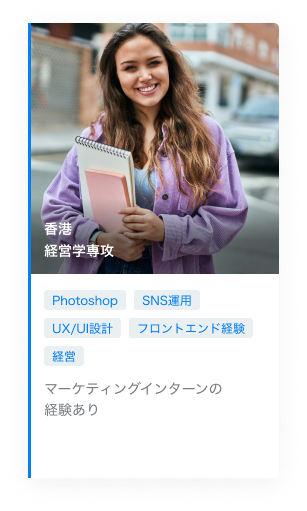 香港
経営学専攻
Photoshop SNS運用
UX/UI設計 フロントエンド経験
経営
マーケティングインターンの
経験あり